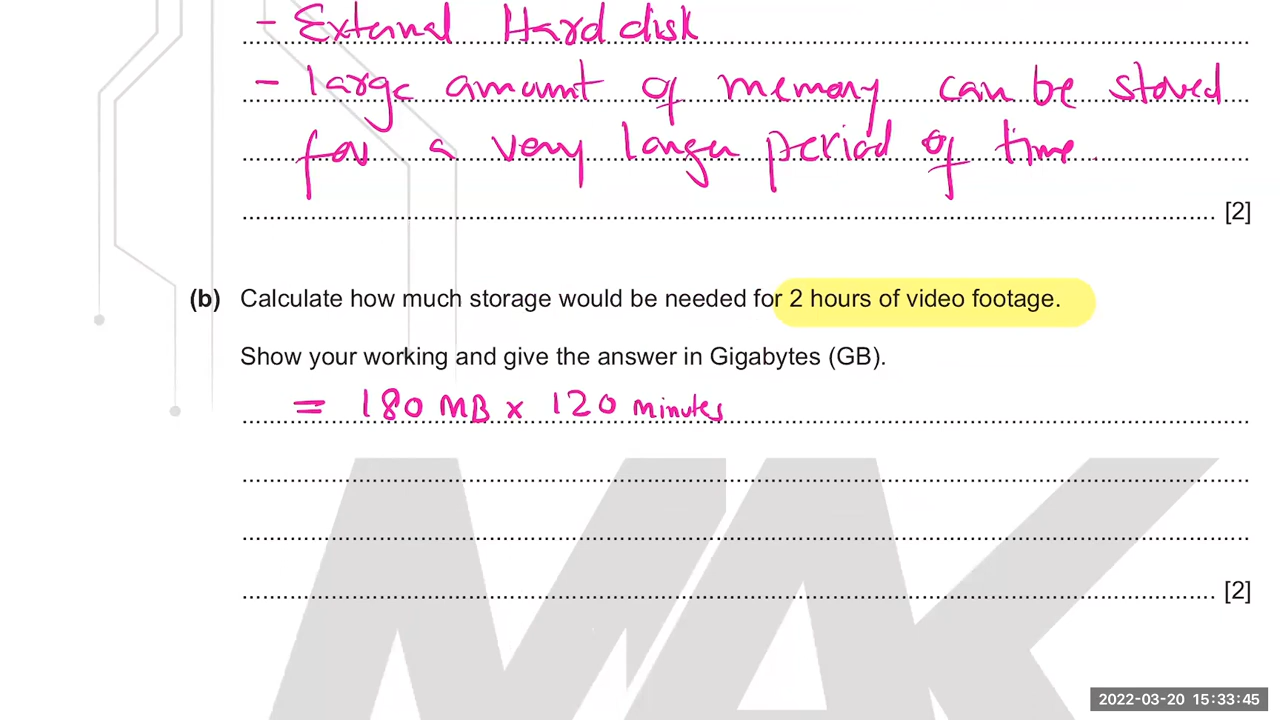 - External Hard disk
- large amount of memory can be stored
for a very longer period of time.
[2]
(b) Calculate how much storage would be needed for 2 hours of video footage.
Show your working and give the answer in Gigabytes (GB).
= 180 MB x 120 minutes
[2]
MAK
2022-03-20 15:33:45